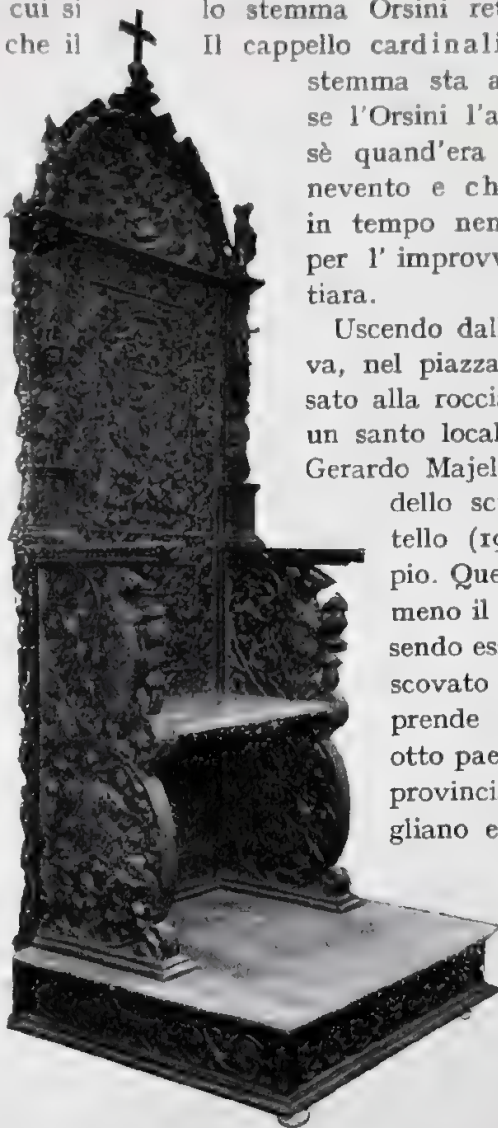 cui si lo stemma Orsini ret
che il Il cappello cardinali
stemma sta a
se l'Orsini l'a
sè quand'era
nevento e ch
in tempo nem
per l' improvv
tiara.
Uscendo dal
va, nel piazza
sato alla roccia
un santo local
Gerardo Majel
dello sc
tello (19
pio. Que
meno il
sendo es
scovato
prende
otto pae
provinci
gliano e